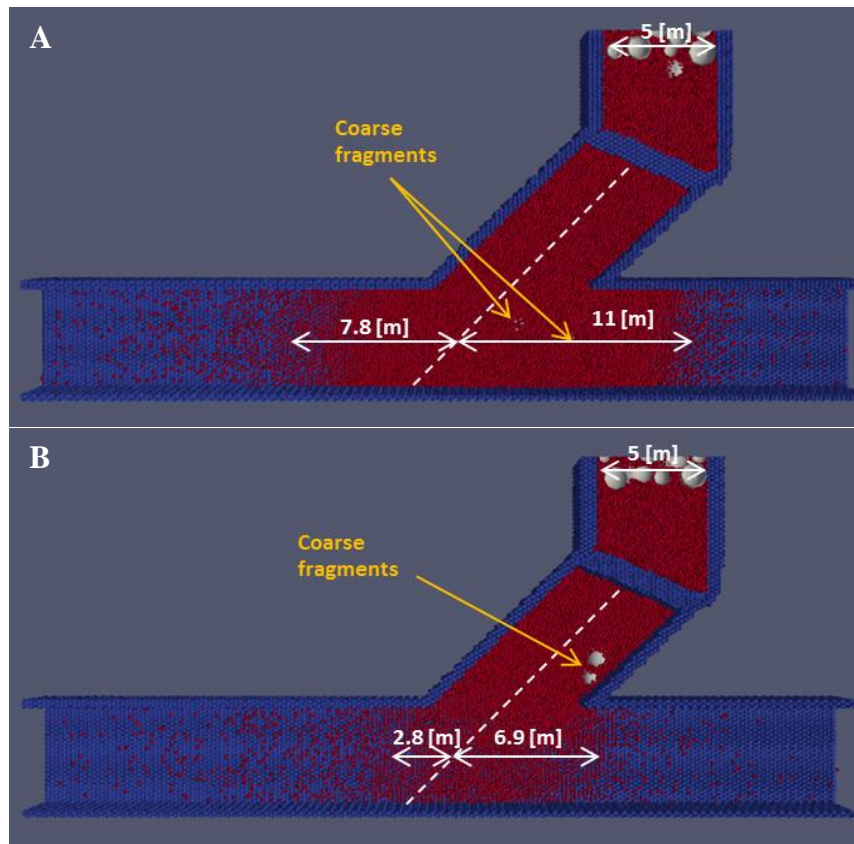 A
5 [m]
Coarse
fragments
7.8 [m]
11 [m]
B
5 [m]
Coarse
fragments
2.8 [m]
6.9 [m]